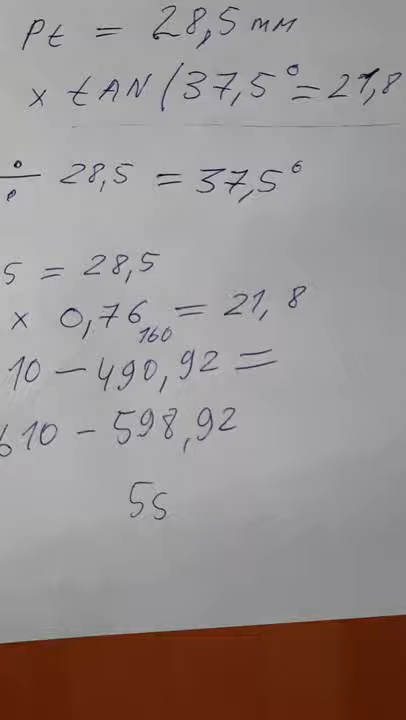 Pt = 28,5 mm
x tAN (37,5° = 21,8
÷ 28,5 = 37,5°
5 = 28,5
x 0,76 = 21,8
160
10 - 490,92 =
610 - 598,92
5s